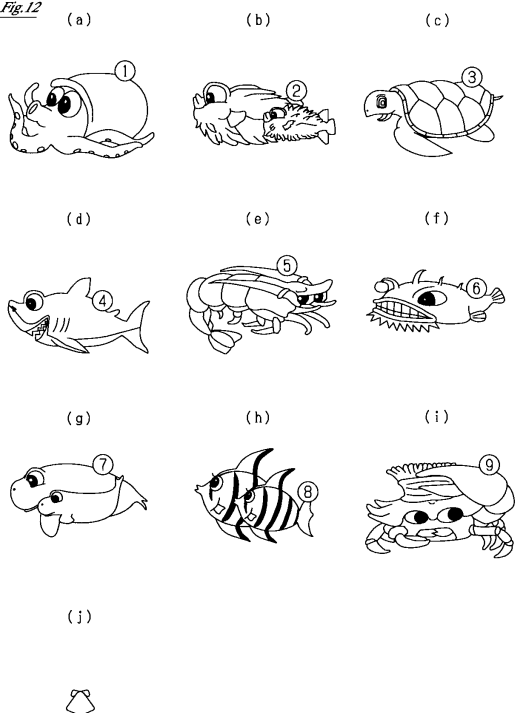 Fig.12
(a) (b) (c)
① ② ③
(d) (e) (f)
④ ⑤ ⑥
(g) (h) (i)
⑦ ⑧ ⑨
(j)